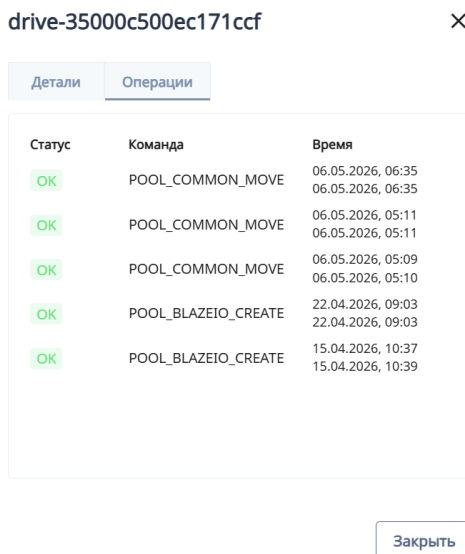 drive-35000c500ec171ccf
Детали Операции
Статус Команда Время
OK POOL_COMMON_MOVE 06.05.2026, 06:35
06.05.2026, 06:35
OK POOL_COMMON_MOVE 06.05.2026, 05:11
06.05.2026, 05:11
OK POOL_COMMON_MOVE 06.05.2026, 05:09
06.05.2026, 05:10
OK POOL_BLAZEIO_CREATE 22.04.2026, 09:03
22.04.2026, 09:03
OK POOL_BLAZEIO_CREATE 15.04.2026, 10:37
15.04.2026, 10:39
Закрыть